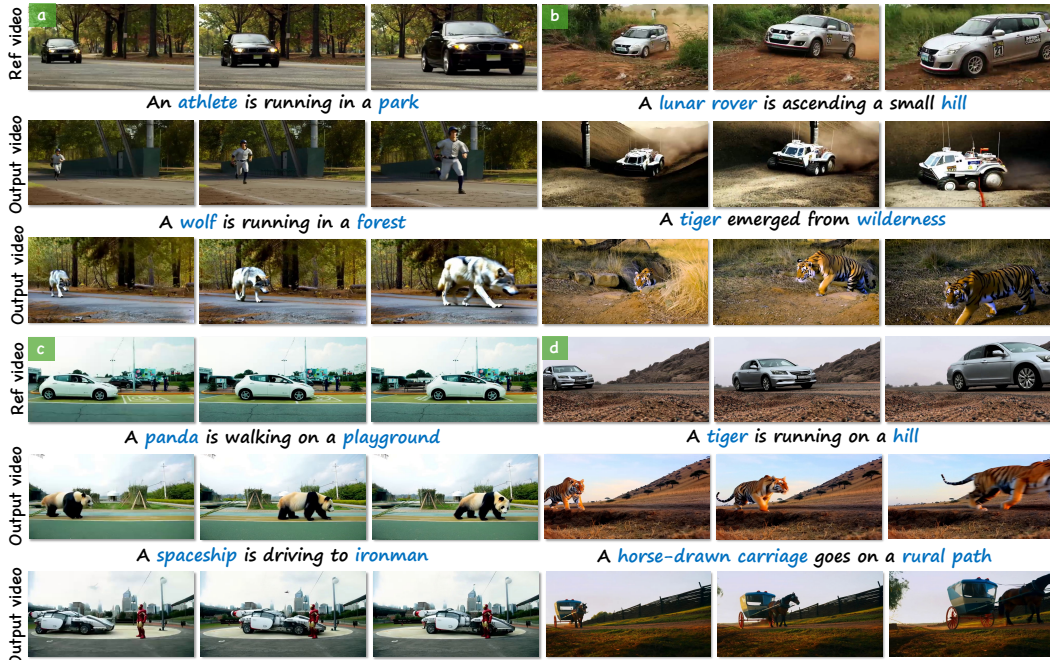 Ref video
a
b
An athlete is running in a park
A lunar rover is ascending a small hill
Output video
A wolf is running in a forest
A tiger emerged from wilderness
Output video
Ref video
c
d
A panda is walking on a playground
A tiger is running on a hill
Output video
A spaceship is driving to ironman
A horse-drawn carriage goes on a rural path
Output video
21